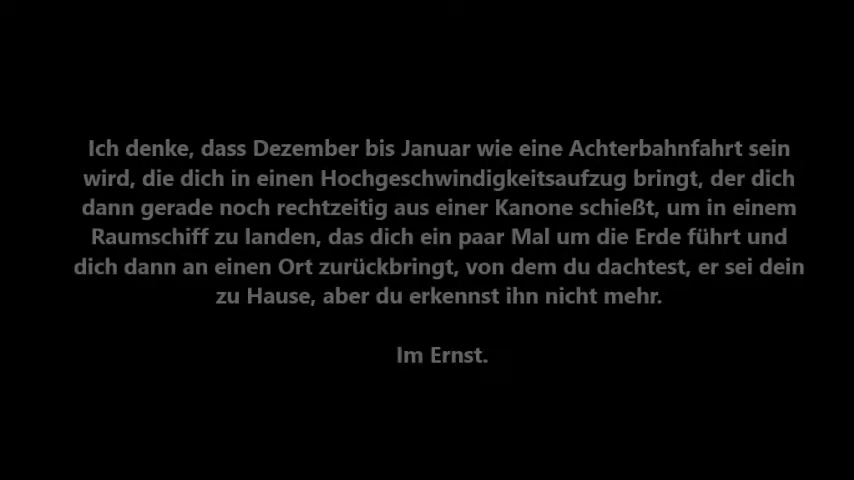 Ich denke, dass Dezember bis Januar wie eine Achterbahnfahrt sein
wird, die dich in einen Hochgeschwindigkeitsaufzug bringt, der dich
dann gerade noch rechtzeitig aus einer Kanone schießt, um in einem
Raumschiff zu landen, das dich ein paar Mal um die Erde führt und
dich dann an einen Ort zurückbringt, von dem du dachtest, er sei dein
zu Hause, aber du erkennst ihn nicht mehr.
Im Ernst.